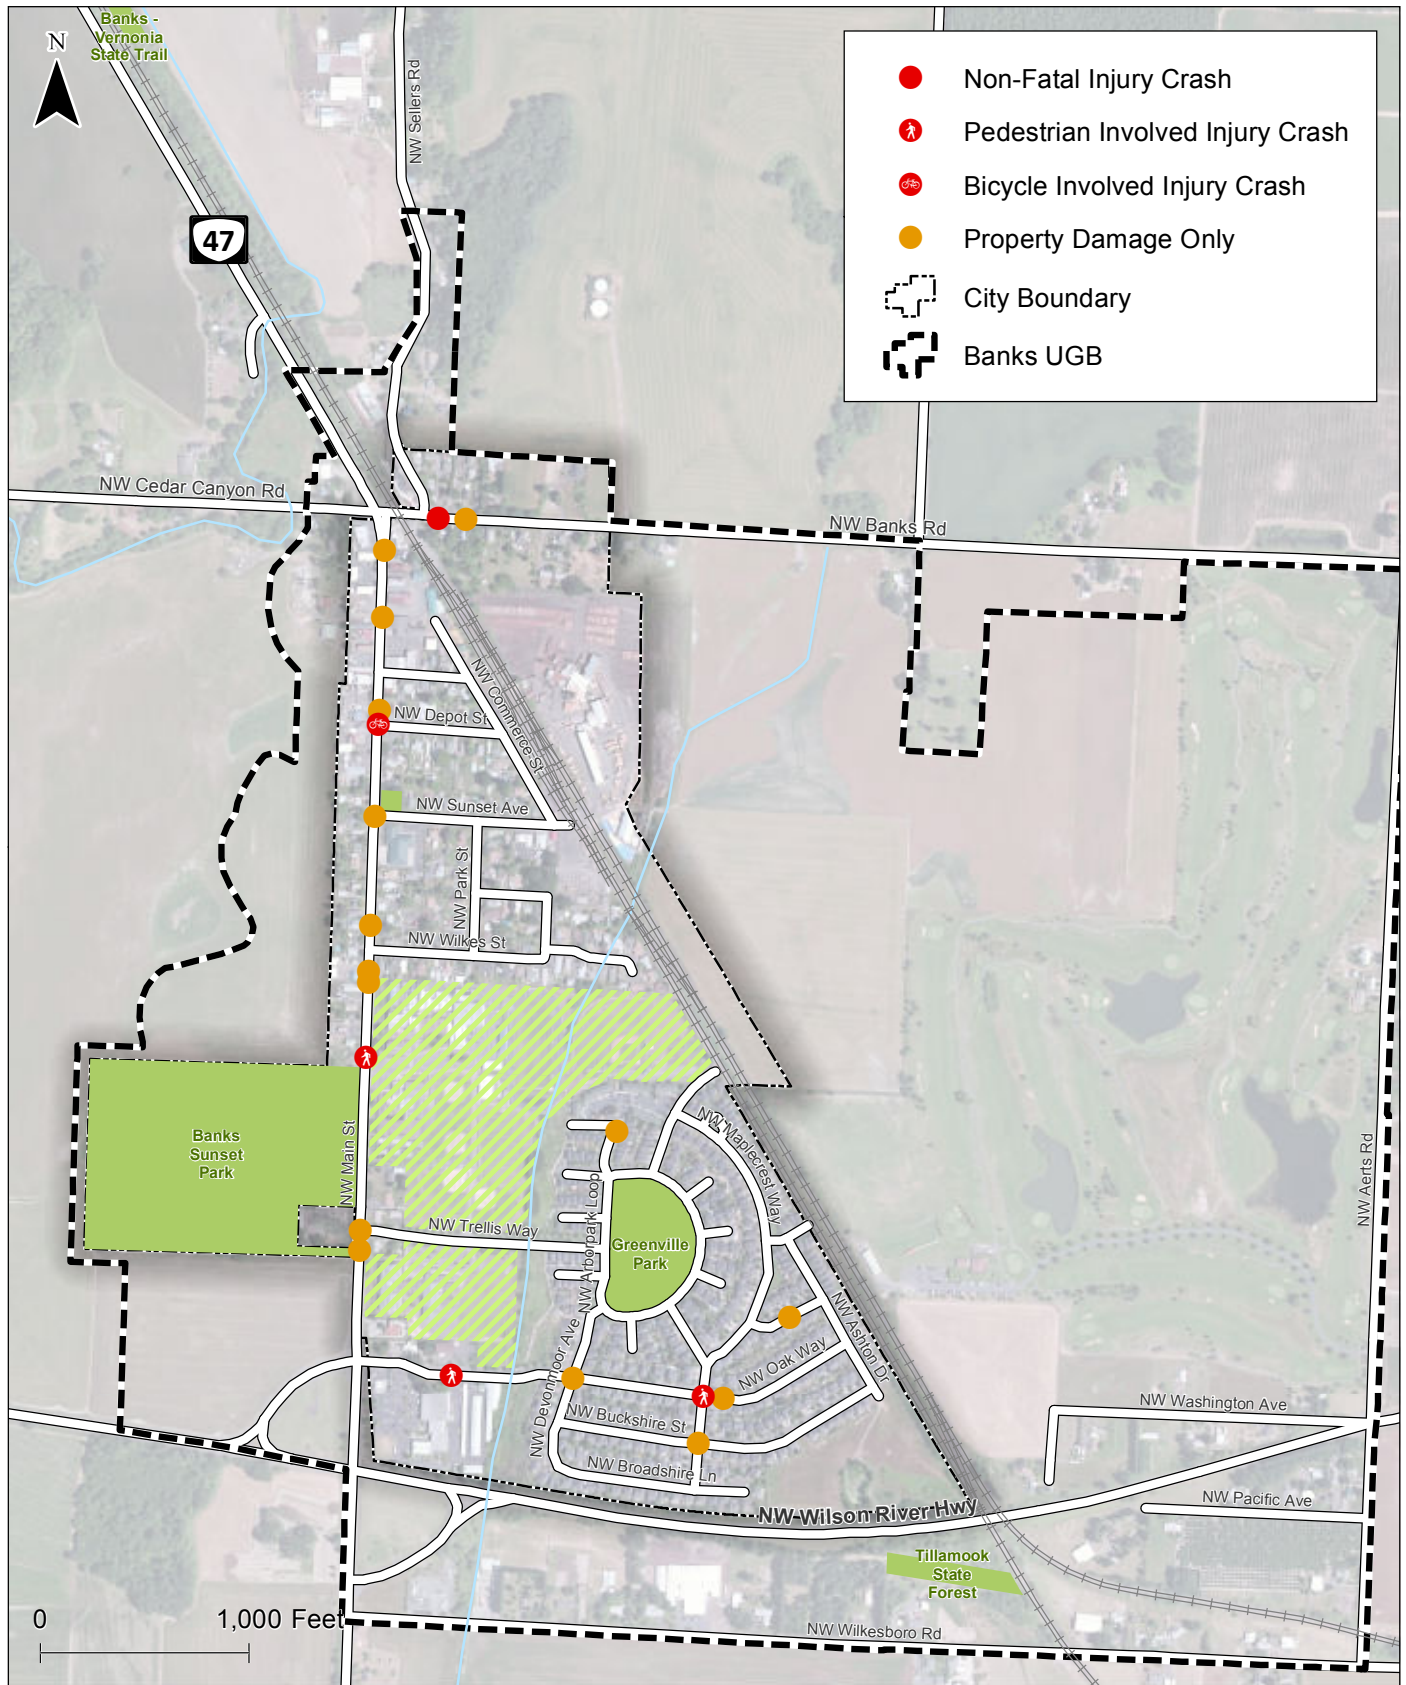 Banks -
Vernonia
State Trail
N
NW Sellers Rd
Non-Fatal Injury Crash
Pedestrian Involved Injury Crash
Bicycle Involved Injury Crash
Property Damage Only
City Boundary
Banks UGB
47
NW Cedar Canyon Rd
NW Banks Rd
NW Commerce St
NW Depot St
NW Sunset Ave
NW Park St
NW Wilkes St
Banks
Sunset
Park
NW Main St
NW Maplecrest Way
NW Aerts Rd
NW Trellis Way
NW Arborpark Loop
Greenville
Park
NW Ashton Dr
NW Devonmoor Ave
NW Oak Way
NW Buckshire St
NW Broadshire Ln
NW Washington Ave
NW Pacific Ave
NW Wilson River Hwy
Tillamook
State
Forest
0 1,000 Feet
NW Wilkesboro Rd